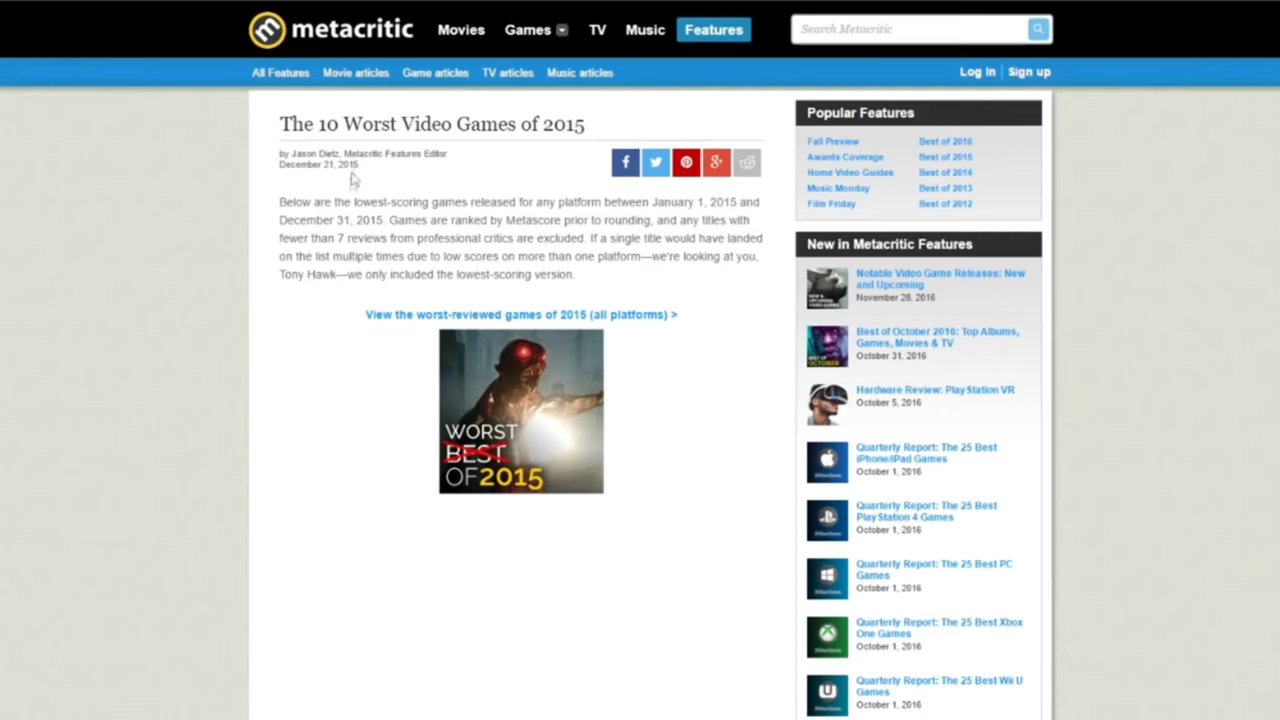 metacritic
Movies
Games
TV
Music
Features
Search Metacritic
All Features
Movie articles
Game articles
TV articles
Music articles
Log In
Sign up
The 10 Worst Video Games of 2015
by Jason Dietz, Metacritic Features Editor
December 21, 2015
Below are the lowest-scoring games released for any platform between January 1, 2015 and
December 31, 2015. Games are ranked by Metascore prior to rounding, and any titles with
fewer than 7 reviews from professional critics are excluded. If a single title would have landed
on the list multiple times due to low scores on more than one platform—we're looking at you,
Tony Hawk—we only included the lowest-scoring version.
View the worst-reviewed games of 2015 (all platforms) >
WORST
BEST
OF 2015
Popular Features
Fall Preview
Best of 2016
Awards Coverage
Best of 2015
Home Video Guides
Best of 2014
Music Monday
Best of 2013
Film Friday
Best of 2012
New in Metacritic Features
Notable Video Game Releases: New
and Upcoming
November 28, 2016
Best of October 2016: Top Albums,
Games, Movies & TV
October 31, 2016
Hardware Review: PlayStation VR
October 5, 2016
Quarterly Report: The 25 Best
iPhone/iPad Games
October 1, 2016
Quarterly Report: The 25 Best
PlayStation 4 Games
October 1, 2016
Quarterly Report: The 25 Best PC
Games
October 1, 2016
Quarterly Report: The 25 Best Xbox
One Games
October 1, 2016
Quarterly Report: The 25 Best Wii U
Games
October 1, 2016